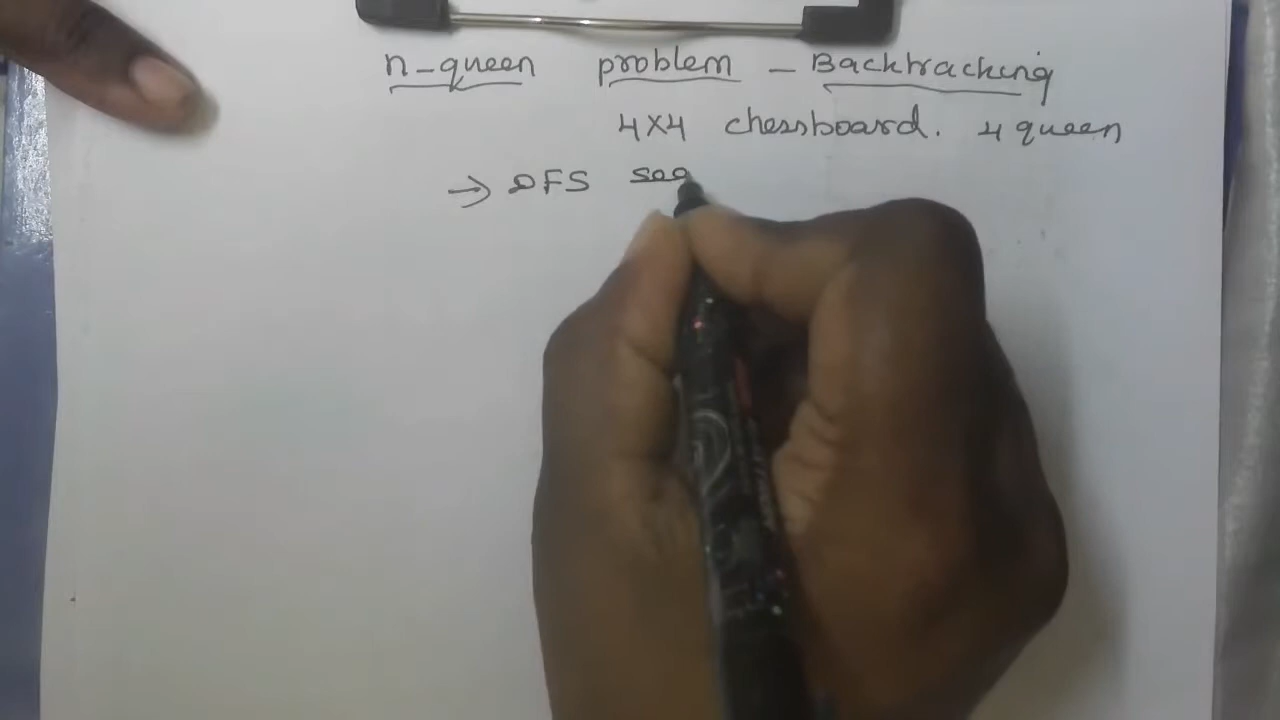 n-queen problem - Backtracking
4x4 chessboard. 4 queen
→ DFS